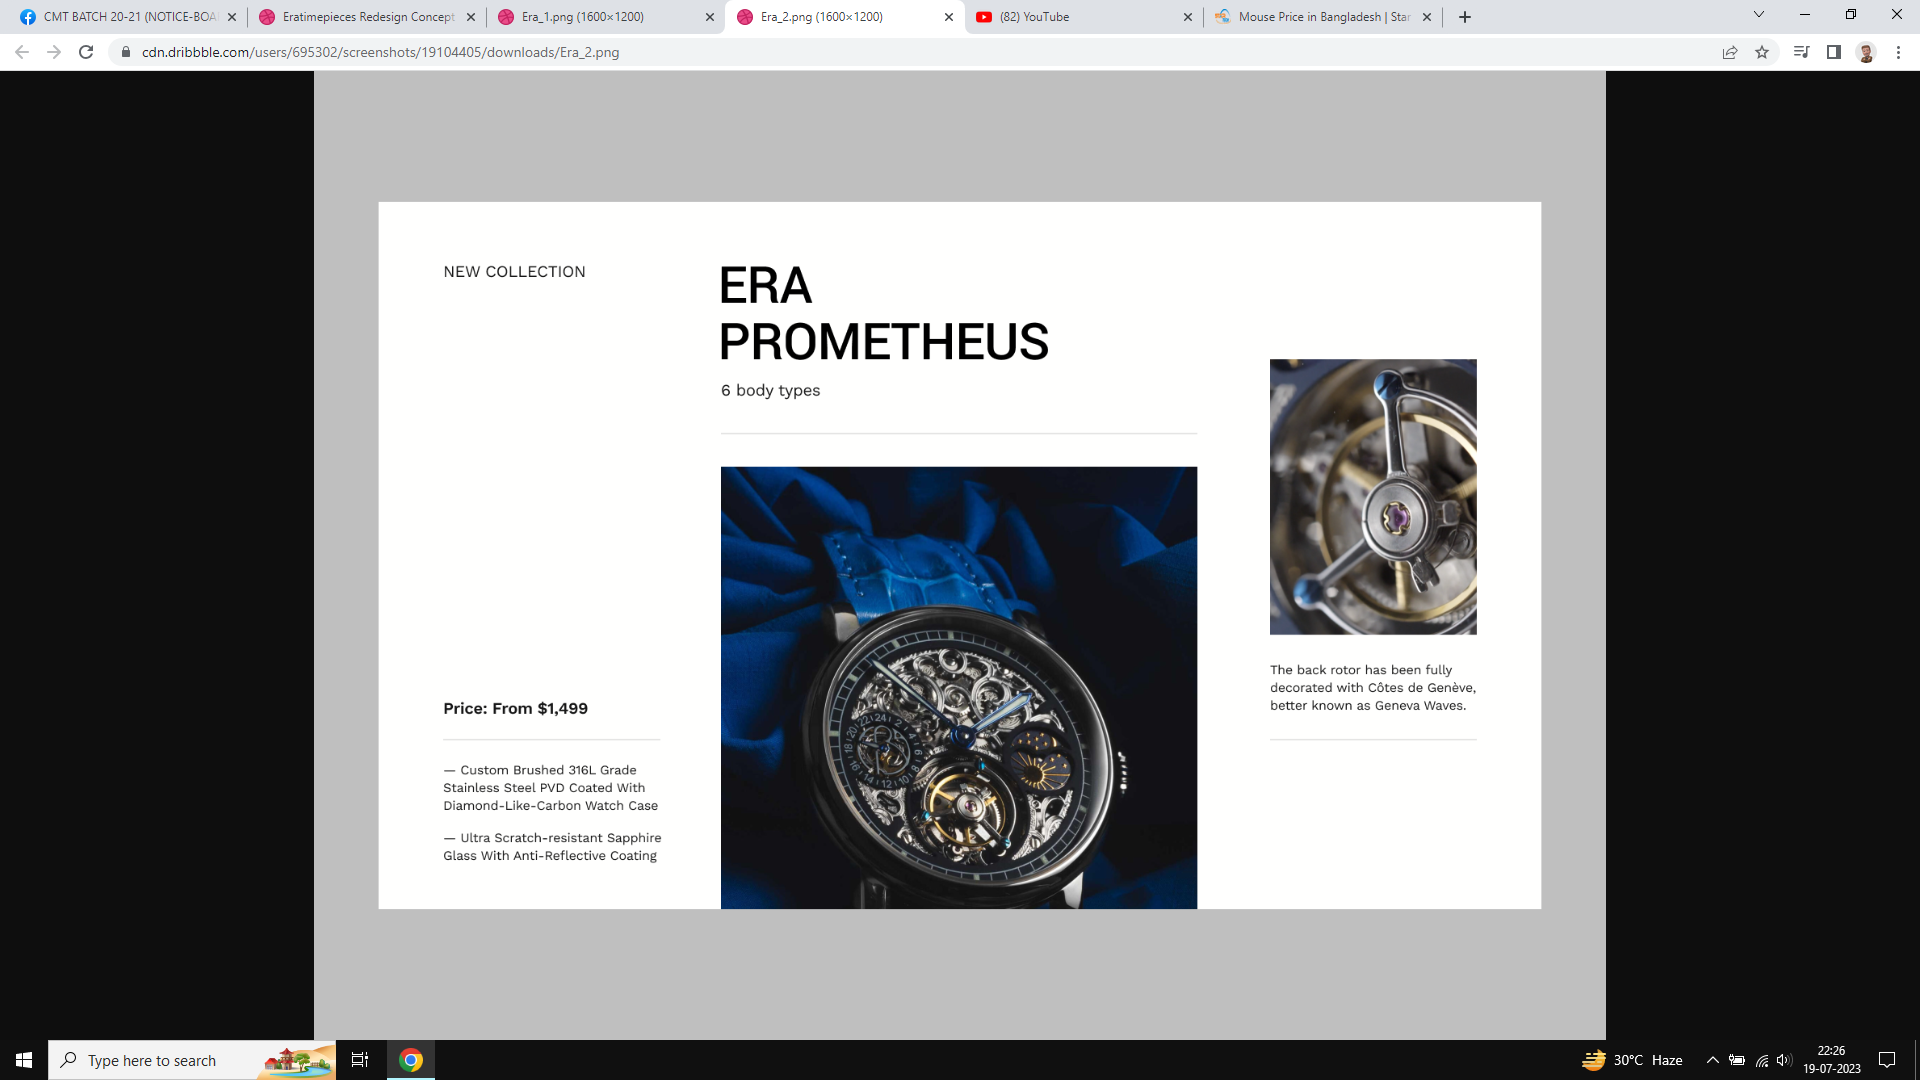 CMT BATCH 20-21 (NOTICE-BOA
Eratimepieces Redesign Concept
Era_1.png (1600×1200)
Era_2.png (1600×1200)
(82) YouTube
Mouse Price in Bangladesh | Star
cdn.dribbble.com/users/695302/screenshots/19104405/downloads/Era_2.png
NEW COLLECTION
ERA
PROMETHEUS
6 body types
The back rotor has been fully
decorated with Côtes de Genève,
better known as Geneva Waves.
Price: From $1,499
— Custom Brushed 316L Grade
Stainless Steel PVD Coated With
Diamond-Like-Carbon Watch Case
— Ultra Scratch-resistant Sapphire
Glass With Anti-Reflective Coating
Type here to search
30°C Haze
22:26
19-07-2023